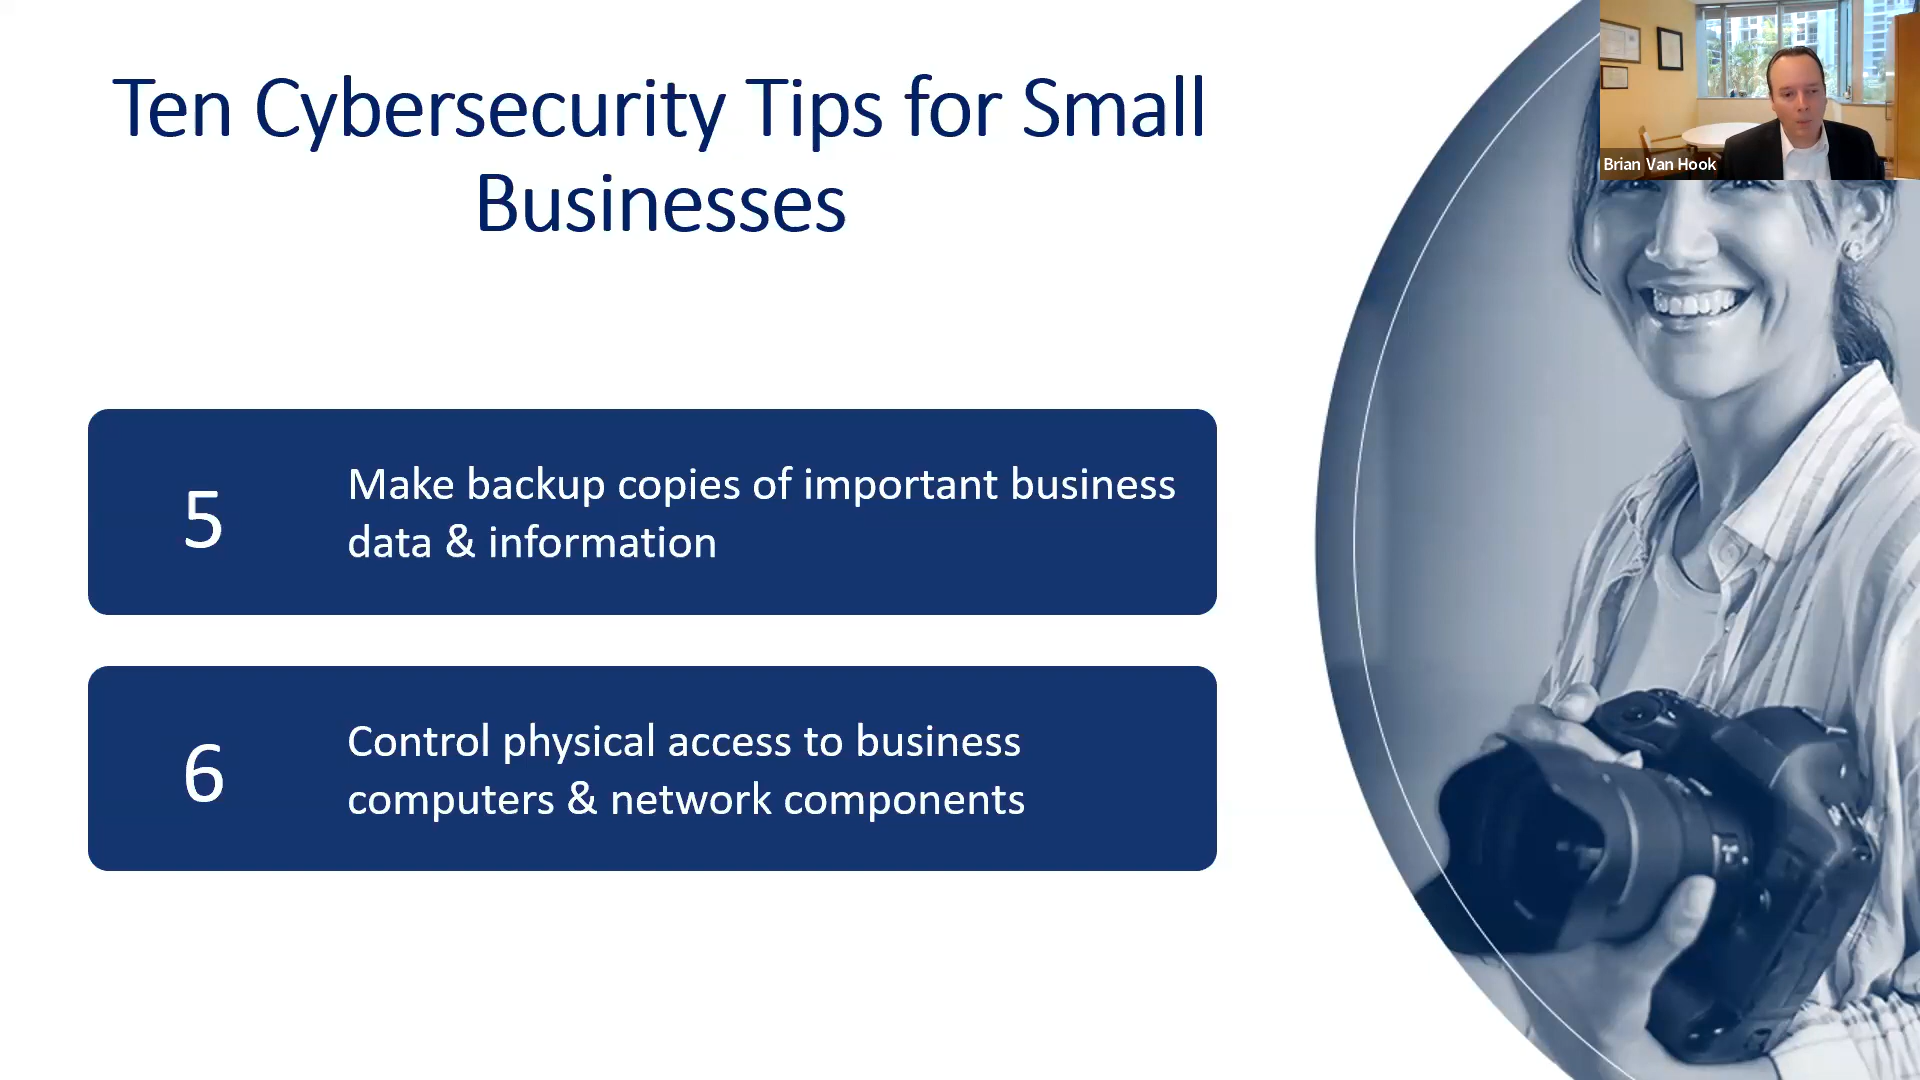 Ten Cybersecurity Tips for Small
Businesses
Brian Van Hook
5
Make backup copies of important business
data & information
6
Control physical access to business
computers & network components